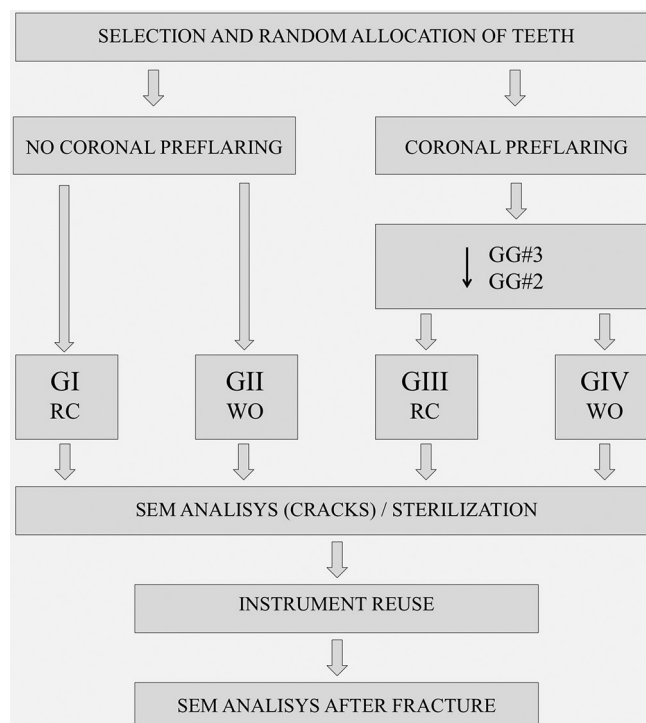 SELECTION AND RANDOM ALLOCATION OF TEETH
NO CORONAL PREFLARING
CORONAL PREFLARING
GG#3
GG#2
GI
RC
GII
WO
GIII
RC
GIV
WO
SEM ANALISYS (CRACKS) / STERILIZATION
INSTRUMENT REUSE
SEM ANALISYS AFTER FRACTURE